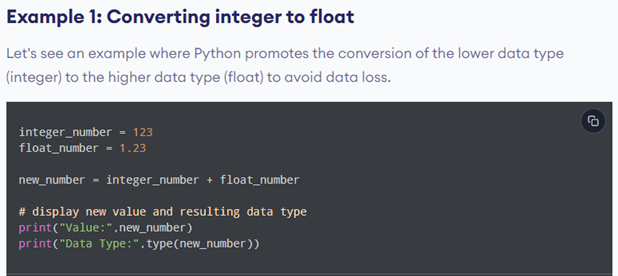 Example 1: Converting integer to float
Let's see an example where Python promotes the conversion of the lower data type
(integer) to the higher data type (float) to avoid data loss.
integer_number = 123
float_number = 1.23
new_number = integer_number + float_number
# display new value and resulting data type
print("Value:",new_number)
print("Data Type:",type(new_number))